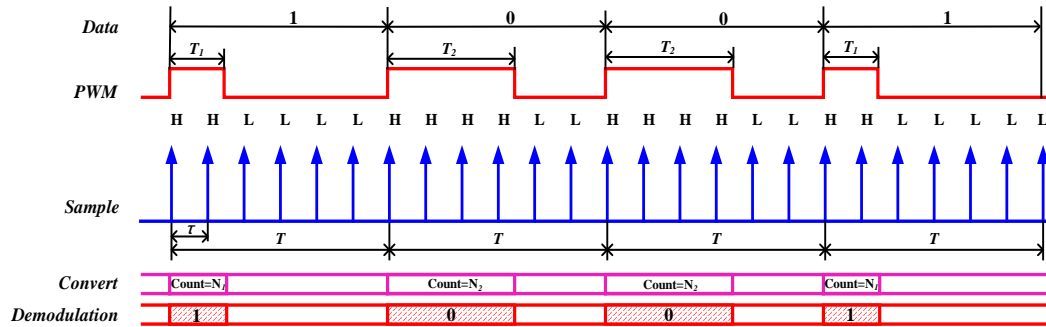 Data 1 0 0 1
T₁ T₂ T₂ T₁
PWM
H H L L L L H H H H L L H H H H L L H H L L L L L
Sample
τ T T T T
Convert Count=N₁ Count=N₂ Count=N₂ Count=N₁
Demodulation 1 0 0 1